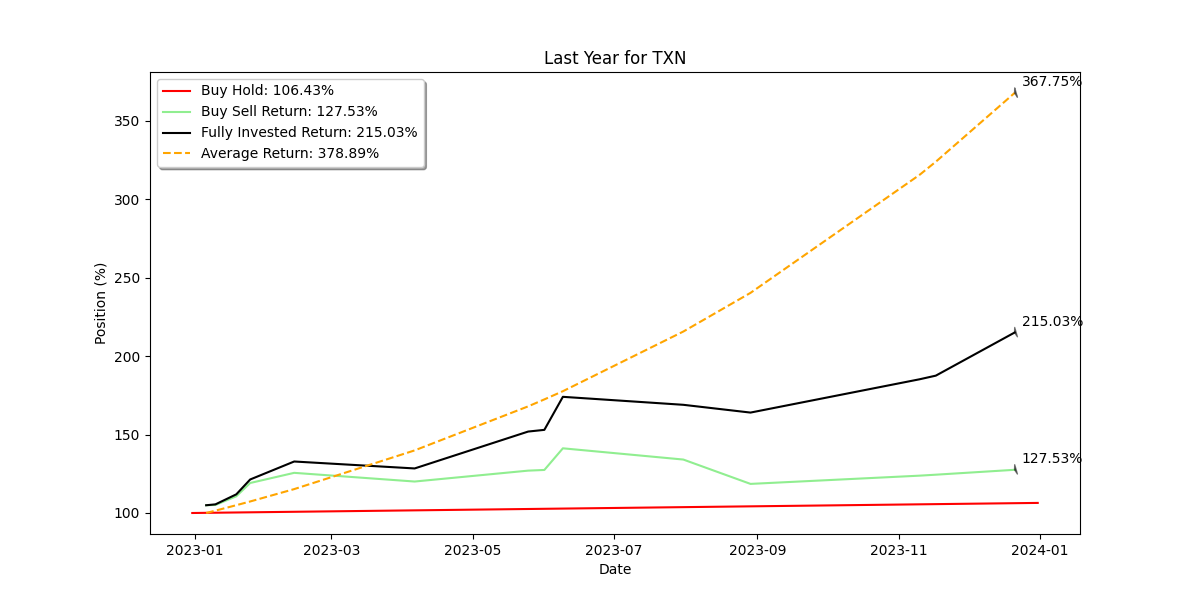 Last Year for TXN
Buy Hold: 106.43%
Buy Sell Return: 127.53%
Fully Invested Return: 215.03%
Average Return: 378.89%
367.75%
215.03%
127.53%
Position (%)
350
300
250
200
150
100
2023-01 2023-03 2023-05 2023-07 2023-09 2023-11 2024-01
Date